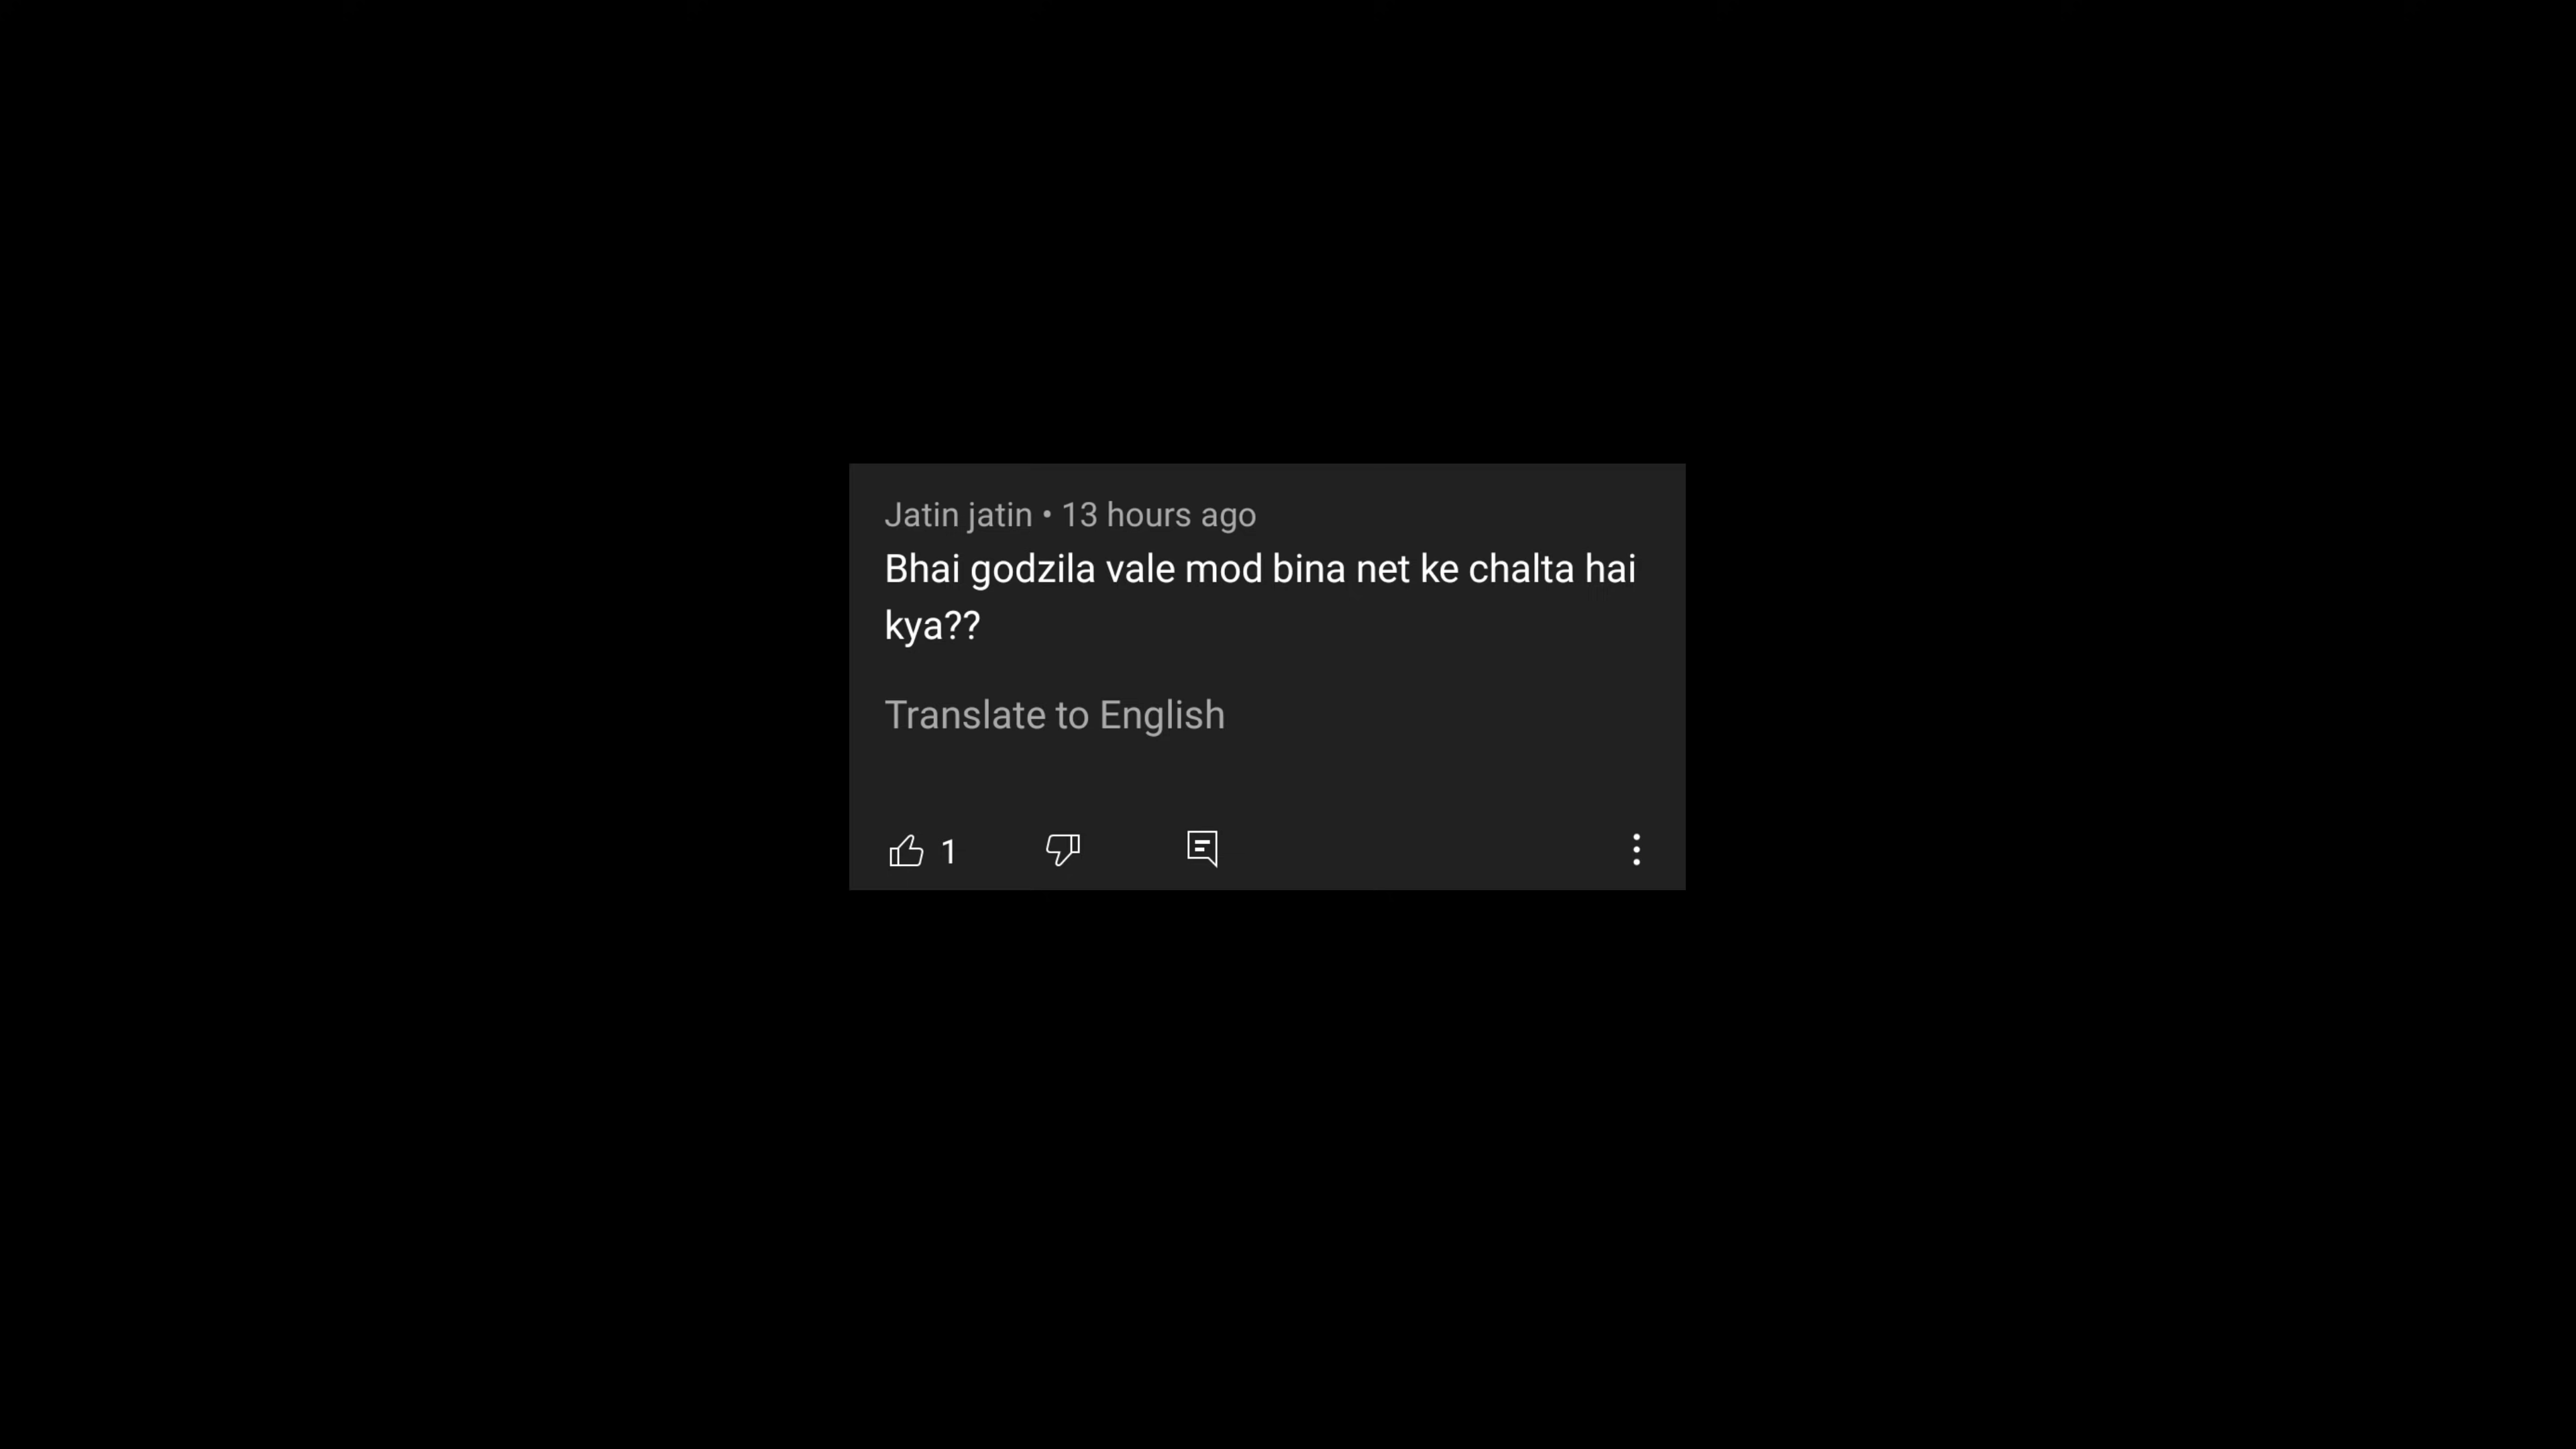 Jatin jatin • 13 hours ago
Bhai godzila vale mod bina net ke chalta hai
kya??
Translate to English
1